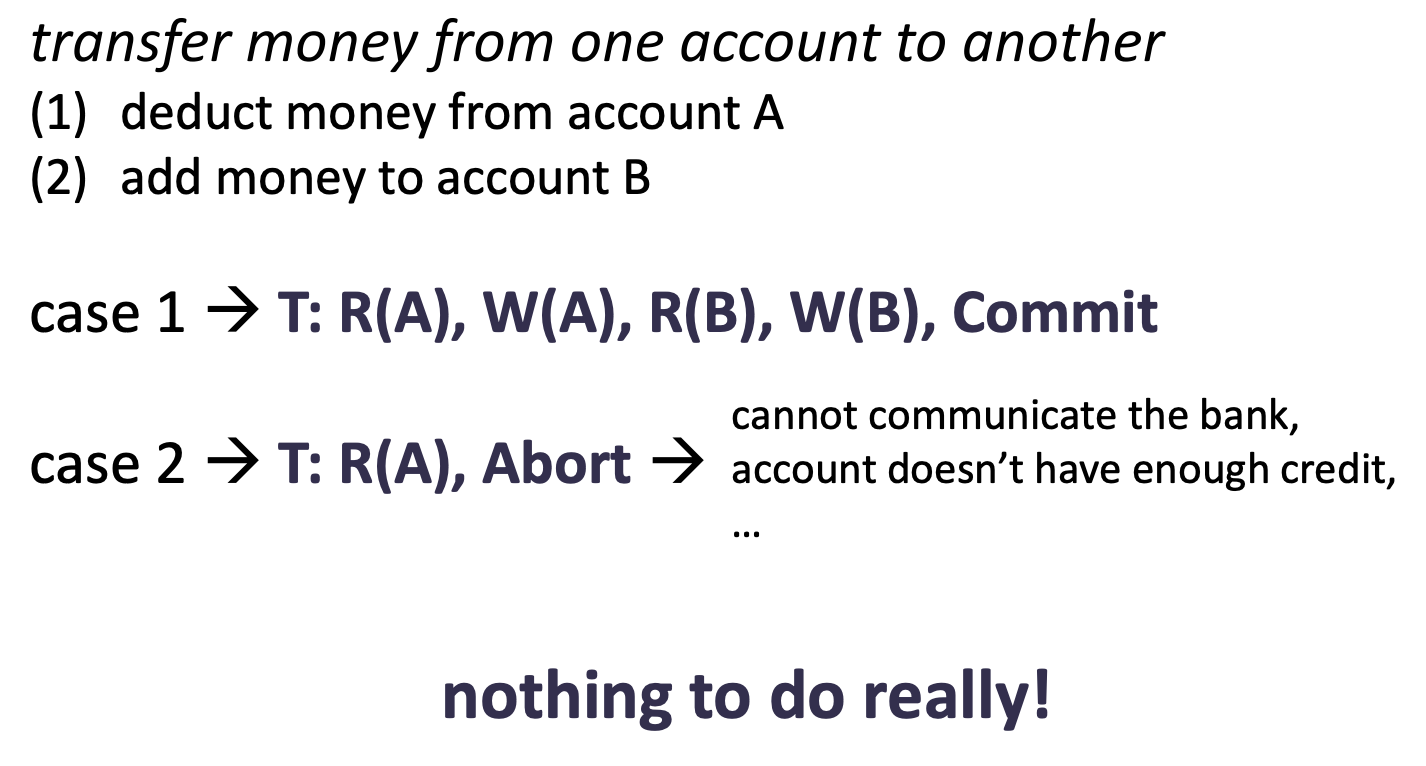 transfer money from one account to another
(1) deduct money from account A
(2) add money to account B
case 1 → T: R(A), W(A), R(B), W(B), Commit
case 2 → T: R(A), Abort →
cannot communicate the bank,
account doesn’t have enough credit,
...
nothing to do really!